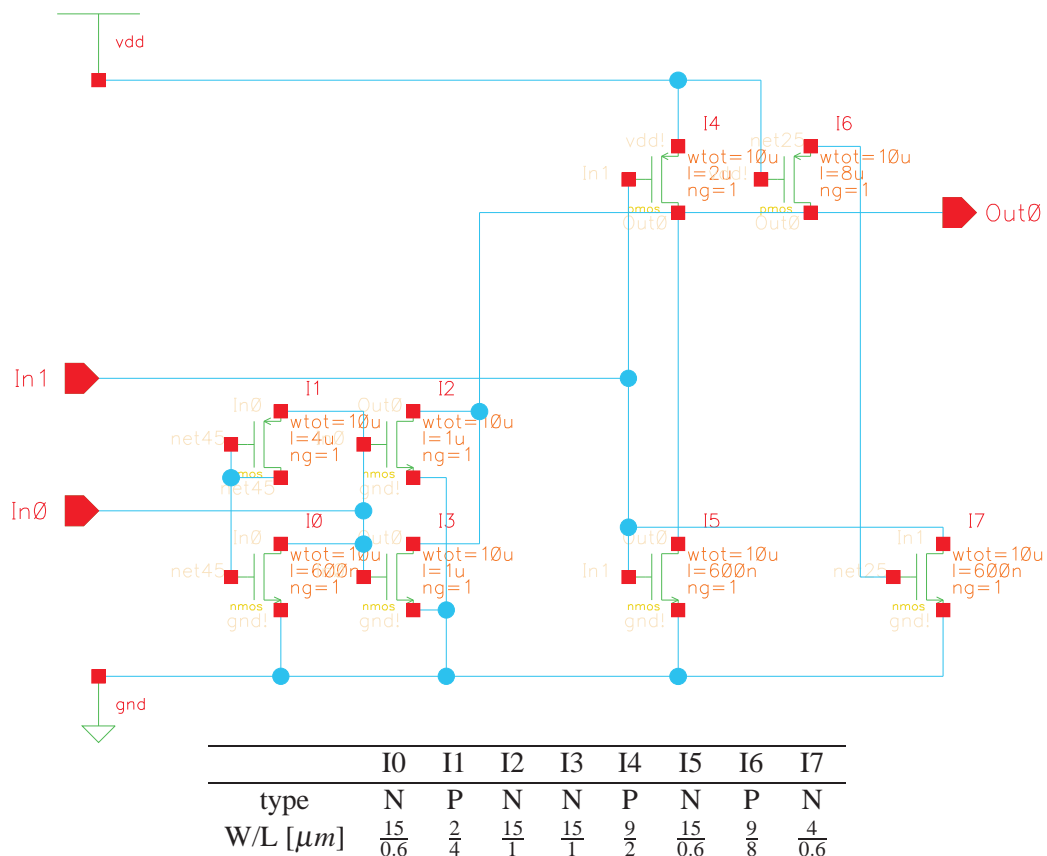 vdd
I4
I6
vdd!
net25
wtot=10u
wtot=10u
In1
l=2u
l=8u
ng=1
ng=1
nmos
nmos
Out0
Out0
Out0
In1
I1
I2
In0
Out0
wtot=10u
wtot=10u
net45
l=4u
l=1u
ng=1
ng=1
nmos
nmos
net45
gnd!
In0
I0
I3
I5
I7
In0
Out0
Out0
In1
wtot=10u
wtot=10u
wtot=10u
wtot=10u
net45
l=600n
l=1u
In1
l=600n
net25
l=600n
ng=1
ng=1
ng=1
ng=1
nmos
nmos
nmos
nmos
gnd!
gnd!
gnd!
gnd!
gnd
I0 I1 I2 I3 I4 I5 I6 I7
type N P N N P N P N
W/L [μm] 15/0.6 2/4 15/1 15/1 9/2 15/0.6 9/8 4/0.6